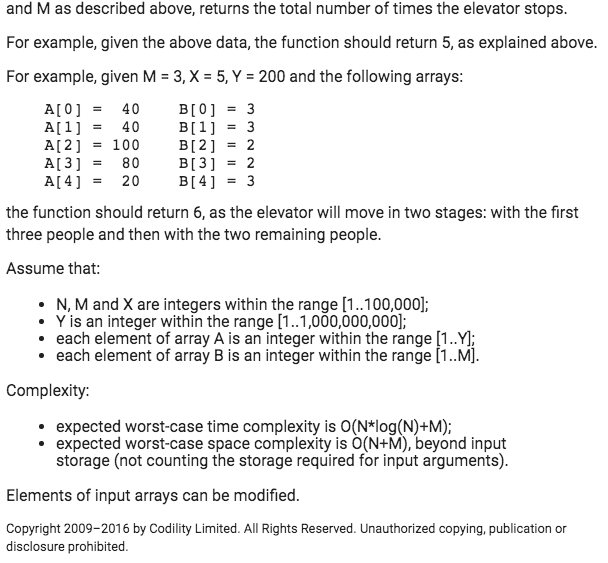 and M as described above, returns the total number of times the elevator stops.
For example, given the above data, the function should return 5, as explained above.
For example, given M = 3, X = 5, Y = 200 and the following arrays:
A[0] = 40 B[0] = 3
A[1] = 40 B[1] = 3
A[2] = 100 B[2] = 2
A[3] = 80 B[3] = 2
A[4] = 20 B[4] = 3
the function should return 6, as the elevator will move in two stages: with the first
three people and then with the two remaining people.
Assume that:
• N, M and X are integers within the range [1..100,000];
• Y is an integer within the range [1..1,000,000,000];
• each element of array A is an integer within the range [1..Y];
• each element of array B is an integer within the range [1..M].
Complexity:
• expected worst-case time complexity is O(N*log(N)+M);
• expected worst-case space complexity is O(N+M), beyond input
storage (not counting the storage required for input arguments).
Elements of input arrays can be modified.
Copyright 2009–2016 by Codility Limited. All Rights Reserved. Unauthorized copying, publication or
disclosure prohibited.